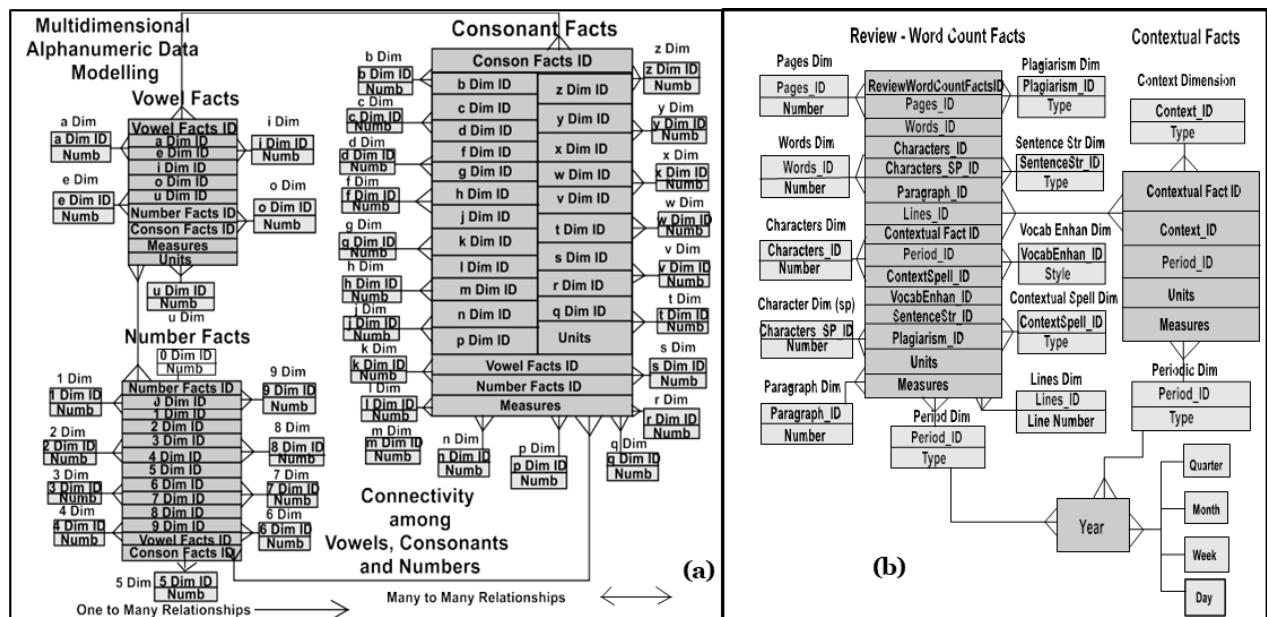 Multidimensional
Alphanumeric Data
Modelling
Vowel Facts
a Dim
a Dim ID
Numb
e Dim
e Dim ID
Numb
Vowel Facts ID
a Dim ID
e Dim ID
i Dim ID
o Dim ID
u Dim ID
Number Facts ID
Conson Facts ID
Measures
Units
i Dim
i Dim ID
Numb
o Dim
o Dim ID
Numb
u Dim ID
Numb
u Dim
Number Facts
0 Dim ID
Numb
1 Dim
1 Dim ID
Numb
2 Dim
2 Dim ID
Numb
3 Dim
3 Dim ID
Numb
4 Dim
4 Dim ID
Numb
Number Facts ID
0 Dim ID
1 Dim ID
2 Dim ID
3 Dim ID
4 Dim ID
5 Dim ID
6 Dim ID
7 Dim ID
8 Dim ID
9 Dim ID
Vowel Facts ID
Conson Facts ID
9 Dim
9 Dim ID
Numb
8 Dim
8 Dim ID
Numb
7 Dim
7 Dim ID
Numb
6 Dim
6 Dim ID
Numb
5 Dim
5 Dim ID
Numb
One to Many Relationships
Consonant Facts
b Dim
b Dim ID
Numb
c Dim
c Dim ID
Numb
d Dim
d Dim ID
Numb
f Dim
f Dim ID
Numb
g Dim
g Dim ID
Numb
h Dim
h Dim ID
Numb
j Dim
j Dim ID
Numb
k Dim
k Dim ID
Numb
l Dim
l Dim ID
Numb
m Dim
m Dim ID
Numb
Conson Facts ID
b Dim ID
c Dim ID
d Dim ID
f Dim ID
g Dim ID
h Dim ID
j Dim ID
k Dim ID
l Dim ID
m Dim ID
n Dim ID
p Dim ID
z Dim ID
y Dim ID
x Dim ID
w Dim ID
v Dim ID
t Dim ID
s Dim ID
r Dim ID
q Dim ID
Units
Vowel Facts ID
Number Facts ID
Measures
z Dim
z Dim ID
Numb
y Dim
y Dim ID
Numb
x Dim
x Dim ID
Numb
w Dim
w Dim ID
Numb
v Dim
v Dim ID
Numb
t Dim
t Dim ID
Numb
s Dim
s Dim ID
Numb
r Dim
r Dim ID
Numb
n Dim
n Dim ID
Numb
p Dim
p Dim ID
Numb
q Dim
q Dim ID
Numb
Connectivity
among
Vowels, Consonants
and Numbers
(a)
Many to Many Relationships
Review - Word Count Facts
Pages Dim
Pages_ID
Number
Words Dim
Words_ID
Number
Characters Dim
Characters_ID
Number
Character Dim (sp)
Characters_SP_ID
Number
Paragraph Dim
Paragraph_ID
Number
ReviewWordCountFactsID
Pages_ID
Words_ID
Characters_ID
Characters_SP_ID
Paragraph_ID
Lines_ID
Contextual Fact ID
Period_ID
ContextSpell_ID
VocabEnhan_ID
SentenceStr_ID
Plagiarism_ID
Units
Measures
Period Dim
Period_ID
Type
Plagiarism Dim
Plagiarism_ID
Type
Sentence Str Dim
SentenceStr_ID
Type
Vocab Enhan Dim
VocabEnhan_ID
Style
Contextual Spell Dim
ContextSpell_ID
Type
Lines Dim
Lines_ID
Line Number
Contextual Facts
Context Dimension
Context_ID
Type
Contextual Fact ID
Context_ID
Period_ID
Units
Measures
Periodic Dim
Period_ID
Type
Year
Quarter
Month
Week
Day
(b)